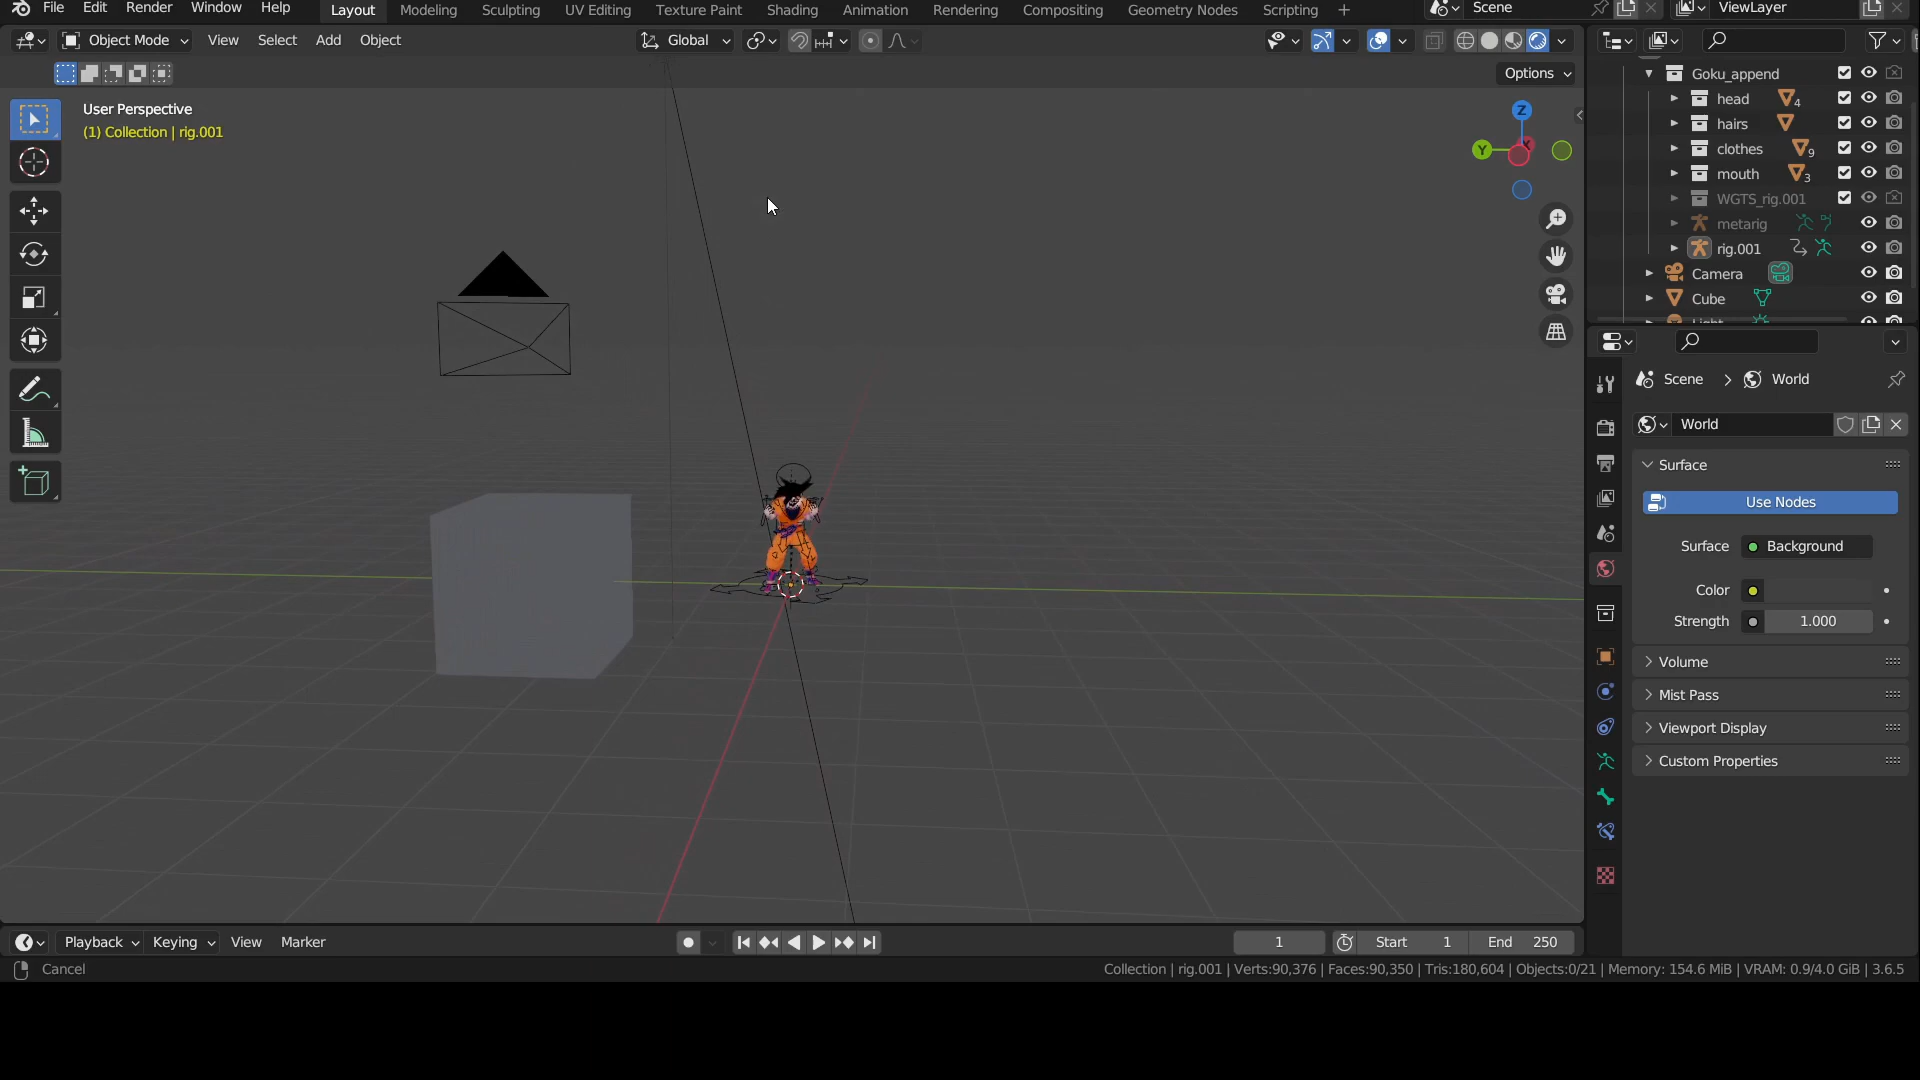 File Edit Render Window Help Layout Modeling Sculpting UV Editing Texture Paint Shading Animation Rendering Compositing Geometry Nodes Scripting + Scene ViewLayer
Object Mode View Select Add Object Global
Options
User Perspective
(1) Collection | rig.001
Z
Y
X
Goku_append
head 4
hairs
clothes 9
mouth 3
WGTS_rig.001
metarig
rig.001
Camera
Cube
Light
Scene > World
World
Surface
Use Nodes
Surface Background
Color
Strength 1.000
Volume
Mist Pass
Viewport Display
Custom Properties
Playback Keying View Marker 1 Start 1 End 250
Cancel Collection | rig.001 | Verts:90,376 | Faces:90,350 | Tris:180,604 | Objects:0/21 | Memory: 154.6 MiB | VRAM: 0.9/4.0 GiB | 3.6.5